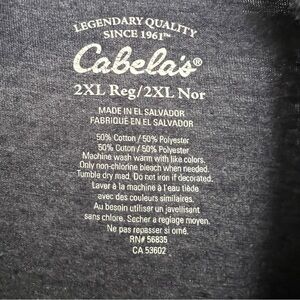 LEGENDARY QUALITY
SINCE 1961™
Cabela's®
2XL Reg/2XL Nor
MADE IN EL SALVADOR
FABRIQUÉ EN EL SALVADOR
50% Cotton / 50% Polyester
50% Coton / 50% Polyester
Machine wash warm with like colors.
Only non-chlorine bleach when needed.
Tumble dry med. Do not iron if decorated.
Laver à la machine à l'eau tiède
avec des couleurs similaires.
Au besoin utiliser un javellisant
sans chlore. Secher a reglage moyen.
Ne pas repasser si orné.
RN# 56835
CA 53602